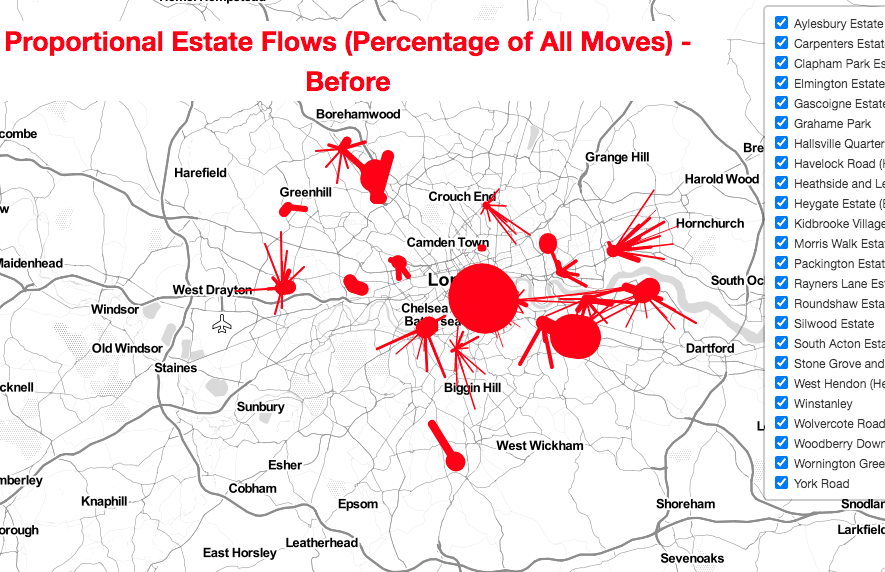 Proportional Estate Flows (Percentage of All Moves) -
Before
Borehamwood
combe
Grange Hill
Bre
Harefield
Harold Wood
Greenhill
Crouch End
w
Hornchurch
Camden Town
Maidenhead
West Drayton
Lon
South Oc
Windsor
Chelsea
Battersea
Old Windsor
Dartford
Staines
cknell
Biggin Hill
Sunbury
West Wickham
Esher
mberley
Cobham
Knaphill
Epsom
Shoreham
Snodlan
orough
Larkfiel
Leatherhead
East Horsley
Sevenoaks
Aylesbury Estate
Carpenters Estat
Clapham Park Es
Elmington Estate
Gascoigne Estate
Grahame Park
Hallsville Quarter
Havelock Road (H
Heathside and Le
Heygate Estate (E
Kidbrooke Village
Morris Walk Estat
Packington Estat
Rayners Lane Est
Roundshaw Esta
Silwood Estate
South Acton Esta
Stone Grove and
West Hendon (He
Winstanley
Wolvercote Road
Woodberry Down
Wornington Gree
York Road